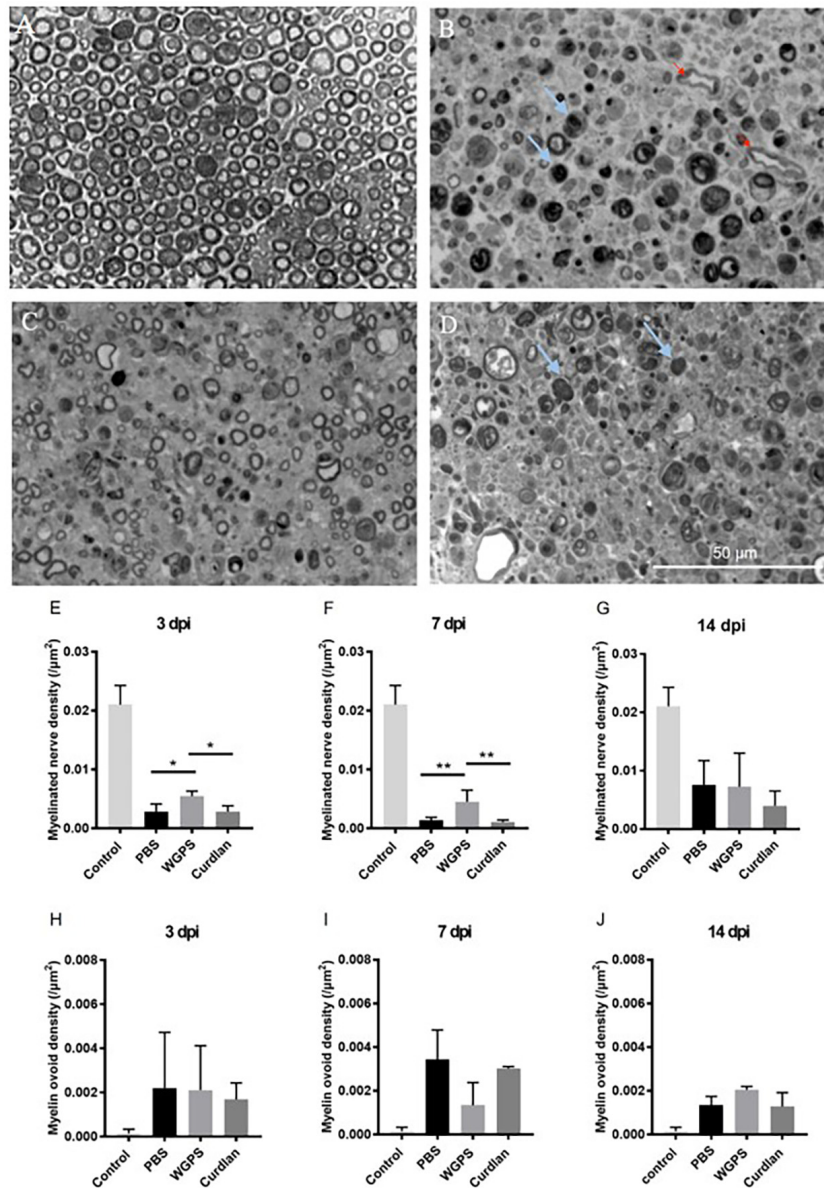 A
B
C
D
50 µm
E
3 dpi
Myelinated nerve density (/µm²)
0.03
0.02
0.01
0.00
Control
PBS
WGPS
Curdlan
*
*
F
7 dpi
Myelinated nerve density (/µm²)
0.03
0.02
0.01
0.00
Control
PBS
WGPS
Curdlan
**
**
G
14 dpi
Myelinated nerve density (/µm²)
0.03
0.02
0.01
0.00
Control
PBS
WGPS
Curdlan
H
3 dpi
Myelin ovoid density (/µm²)
0.008
0.006
0.004
0.002
0.000
Control
PBS
WGPS
Curdlan
I
7 dpi
Myelin ovoid density (/µm²)
0.008
0.006
0.004
0.002
0.000
Control
PBS
WGPS
Curdlan
J
14 dpi
Myelin ovoid density (/µm²)
0.008
0.006
0.004
0.002
0.000
control
PBS
WGPS
Curdlan